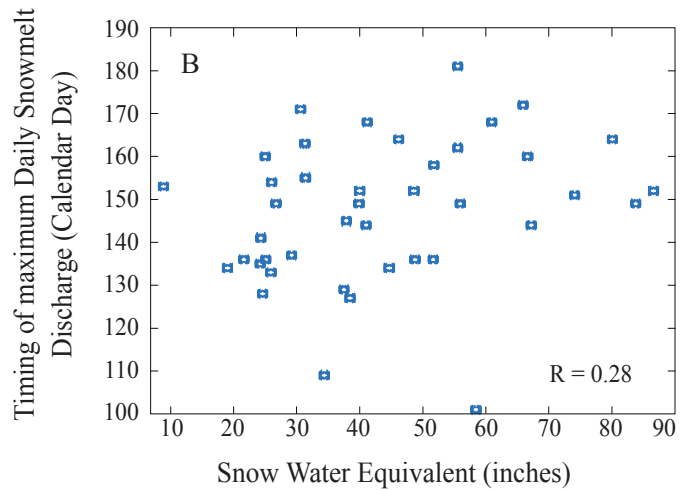 Timing of maximum Daily Snowmelt
Discharge (Calendar Day)
190
180
170
160
150
140
130
120
110
100
B
R = 0.28
10 20 30 40 50 60 70 80 90
Snow Water Equivalent (inches)